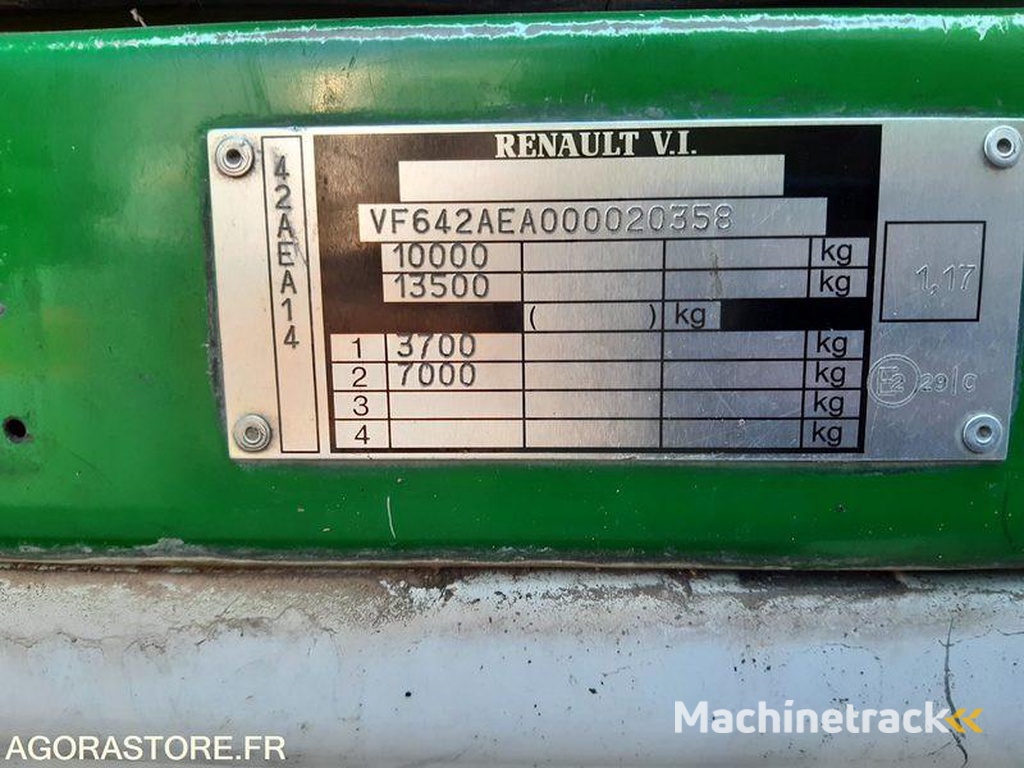 RENAULT V.I.
42AEA14
VF642AEA000020358
10000 kg
13500 kg
( ) kg
1 3700 kg
2 7000 kg
3 kg
4 kg
1,17
E2 29/C
Machinetrack
AGORASTORE.FR